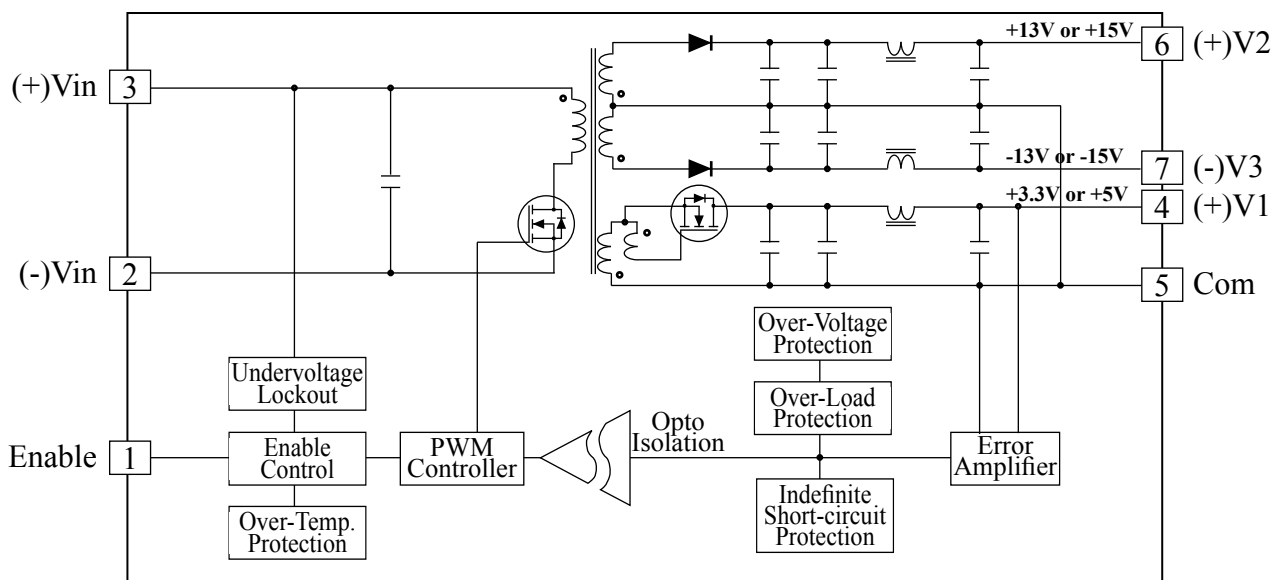 +13V or +15V
6 (+)V2
(+)Vin 3
-13V or -15V
7 (-)V3
+3.3V or +5V
4 (+)V1
(-)Vin 2
5 Com
Over-Voltage
Protection
Undervoltage
Lockout
Over-Load
Protection
Opto
Isolation
Enable 1
Enable
Control
PWM
Controller
Error
Amplifier
Indefinite
Short-circuit
Protection
Over-Temp.
Protection